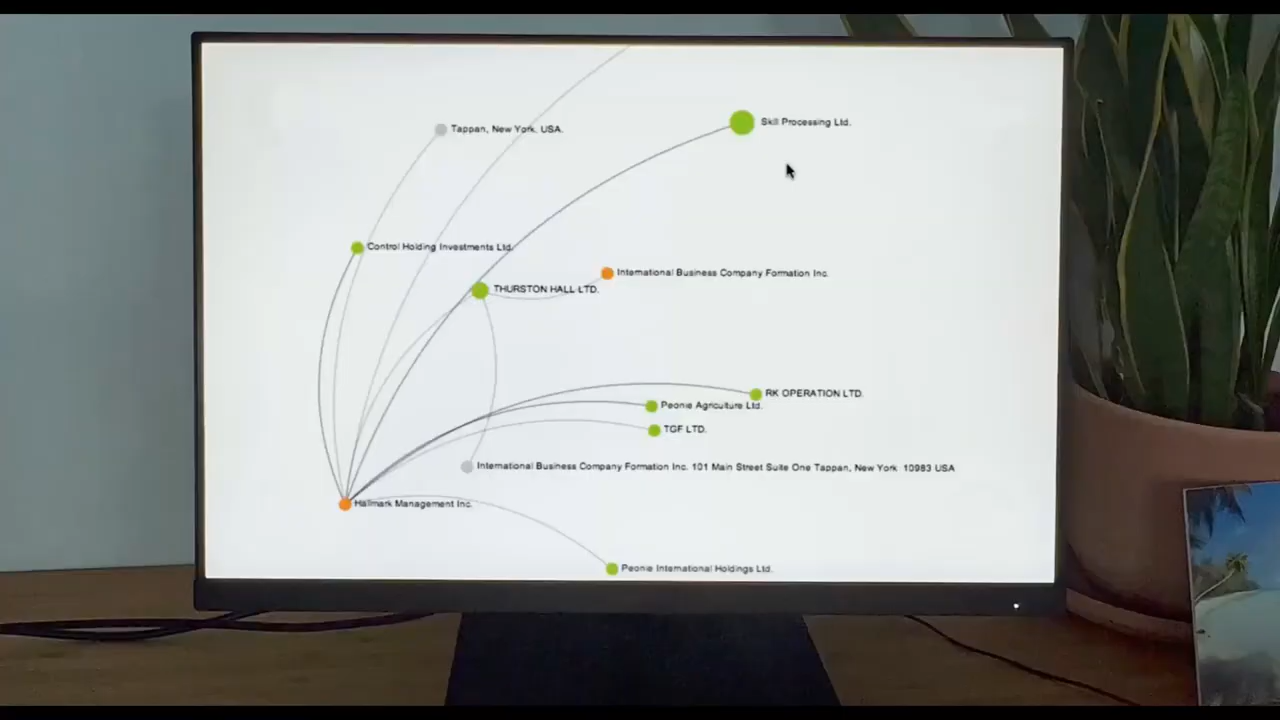 Skill Processing Ltd.
Tappan, New York, USA.
Control Holding Investments Ltd.
International Business Company Formation Inc.
THURSTON HALL LTD.
RK OPERATION LTD.
Peonie Agriculture Ltd.
TGF LTD.
International Business Company Formation Inc. 101 Main Street Suite One Tappan, New York 10983 USA
Hallmark Management Inc.
Peonie International Holdings Ltd.